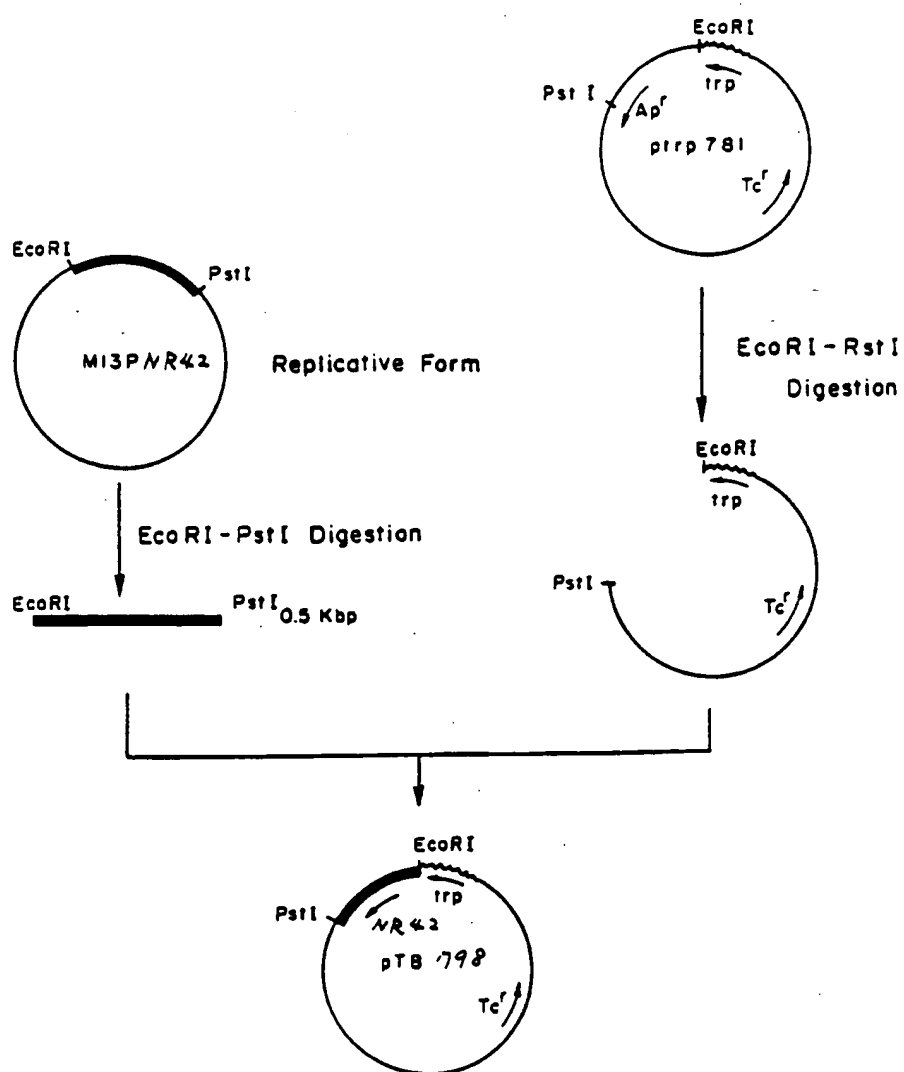 EcoRI
trp
Pst I
Apr
ptrp 781
Tcr
EcoRI
PstI
M13PNR42
Replicative Form
EcoRI-RstI
Digestion
EcoRI
trp
EcoRI-PstI Digestion
PstI
EcoRI
PstI
0.5 Kbp
Tcr
EcoRI
trp
PstI
NR42
pTB 798
Tcr